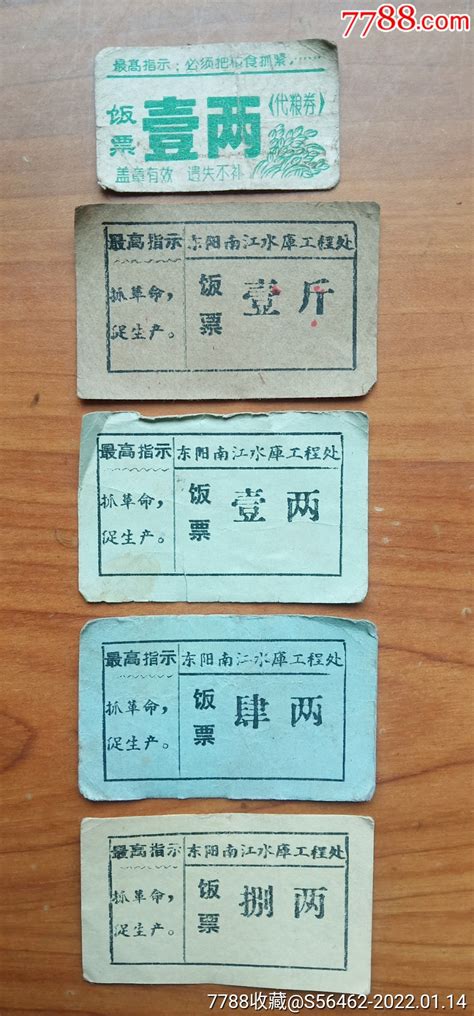 7788.com
最高指示：必须把粮食抓紧……
饭票
壹两
《代粮券》
盖章有效 遗失不补
最高指示
东阳南江水库工程处
抓革命，
促生产。
饭票
壹斤
最高指示
东阳南江水库工程处
抓革命，
促生产。
饭票
壹两
最高指示
东阳南江水库工程处
抓革命，
促生产。
饭票
肆两
最高指示
东阳南江水库工程处
抓革命，
促生产。
饭票
捌两
7788收藏@S56462-2022.01.14